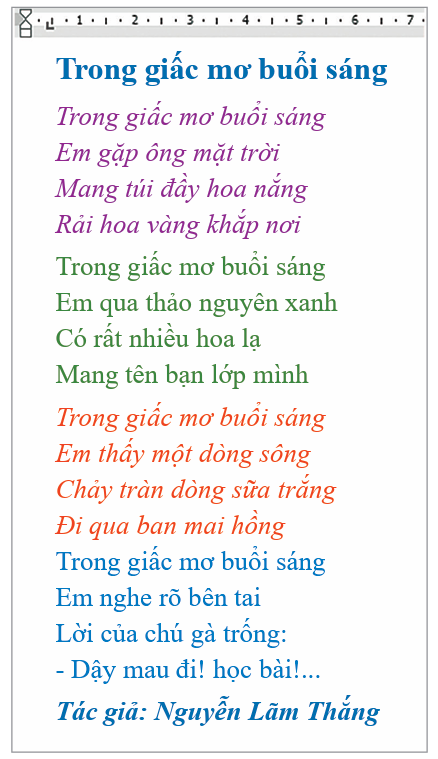 1 2 3 4 5 6 7
Trong giấc mơ buổi sáng
Trong giấc mơ buổi sáng
Em gặp ông mặt trời
Mang túi đầy hoa nắng
Rải hoa vàng khắp nơi
Trong giấc mơ buổi sáng
Em qua thảo nguyên xanh
Có rất nhiều hoa lạ
Mang tên bạn lớp mình
Trong giấc mơ buổi sáng
Em thấy một dòng sông
Chảy tràn dòng sữa trắng
Đi qua ban mai hồng
Trong giấc mơ buổi sáng
Em nghe rõ bên tai
Lời của chú gà trống:
- Dậy mau đi! học bài!...
Tác giả: Nguyễn Lãm Thắng